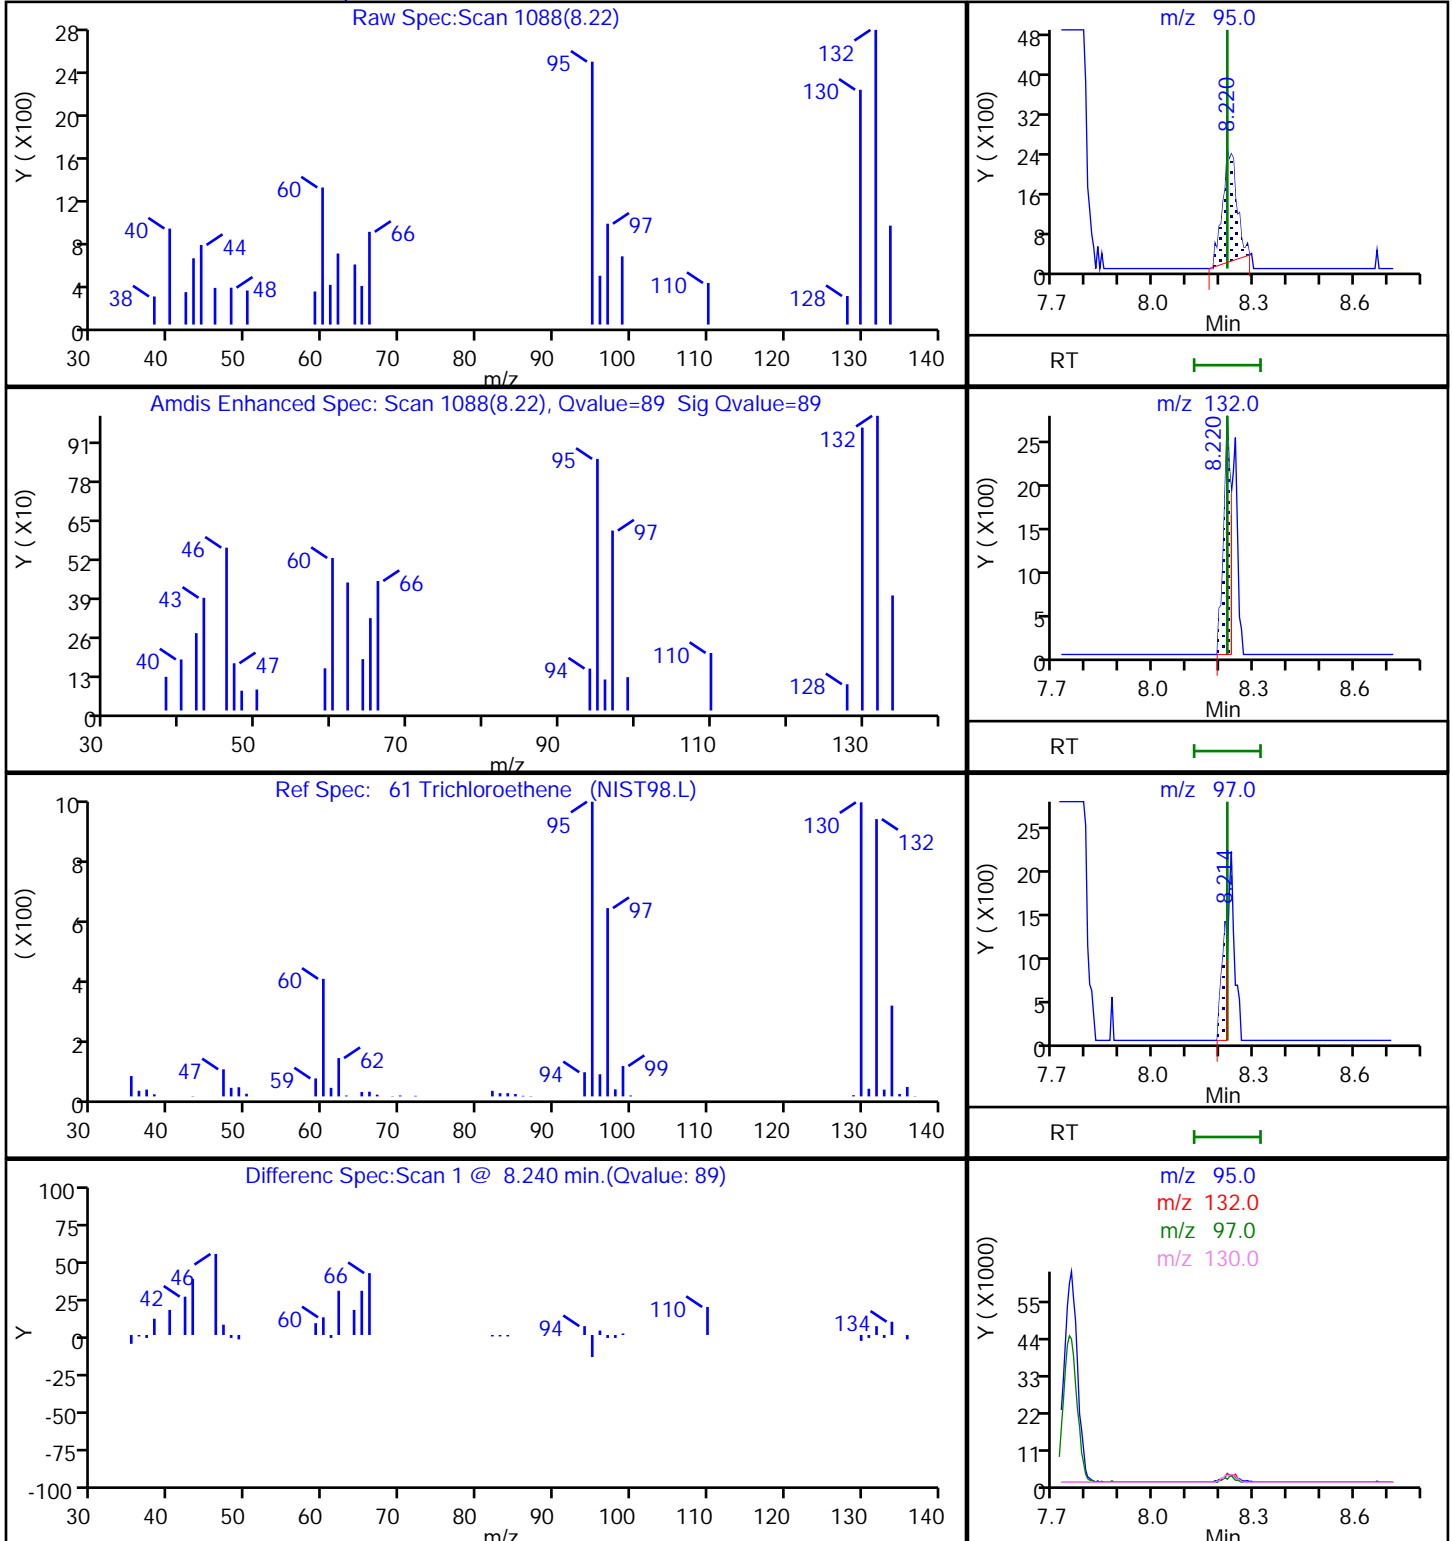 Raw Spec:Scan 1088(8.22)
Y ( X100)
28
24
20
16
12
8
4
0
38
40
44
48
60
66
95
97
110
128
130
132
30 40 50 60 70 80 90 100 110 120 130 140
m/z
m/z 95.0
Y ( X100)
48
40
32
24
16
8
0
8.220
7.7 8.0 8.3 8.6
Min
RT
Amdis Enhanced Spec: Scan 1088(8.22), Qvalue=89 Sig Qvalue=89
Y ( X10)
91
78
65
52
39
26
13
0
40
43
46
47
60
66
94
95
97
110
128
132
30 50 70 90 110 130
m/z
m/z 132.0
Y ( X100)
25
20
15
10
5
0
8.220
7.7 8.0 8.3 8.6
Min
RT
Ref Spec: 61 Trichloroethene (NIST98.L)
( X100)
10
8
6
4
2
0
47
59
60
62
94
95
97
99
130
132
30 40 50 60 70 80 90 100 110 120 130 140
m/z
m/z 97.0
Y ( X100)
25
20
15
10
5
0
8.214
7.7 8.0 8.3 8.6
Min
RT
Differenc Spec:Scan 1 @ 8.240 min.(Qvalue: 89)
Y
100
75
50
25
0
-25
-50
-75
-100
42
46
60
66
94
110
134
30 40 50 60 70 80 90 100 110 120 130 140
m/z
m/z 95.0
m/z 132.0
m/z 97.0
m/z 130.0
Y ( X1000)
55
44
33
22
11
0
7.7 8.0 8.3 8.6
Min